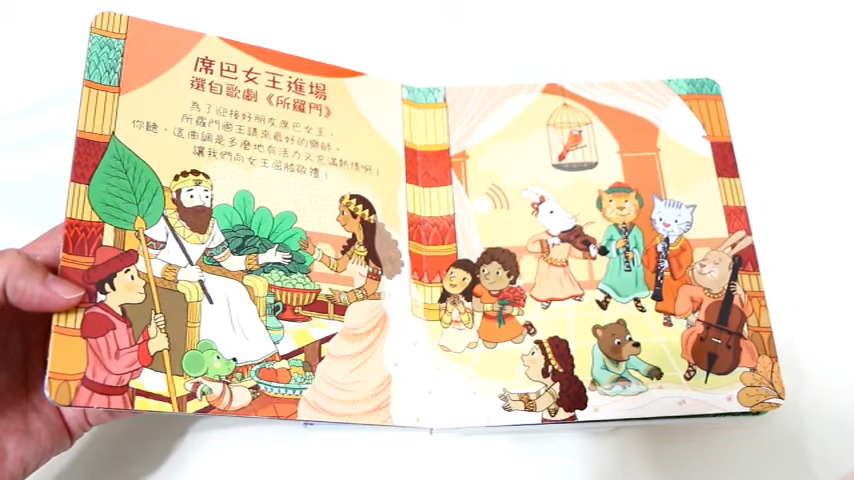 席巴女王進場
選自歌劇《所羅門》
為了迎接好朋友席巴女王，
所羅門國王請來最好的樂師。
你聽，這曲調是多麼地有活力又充滿熱情呀！
讓我們向女王屈膝敬禮！